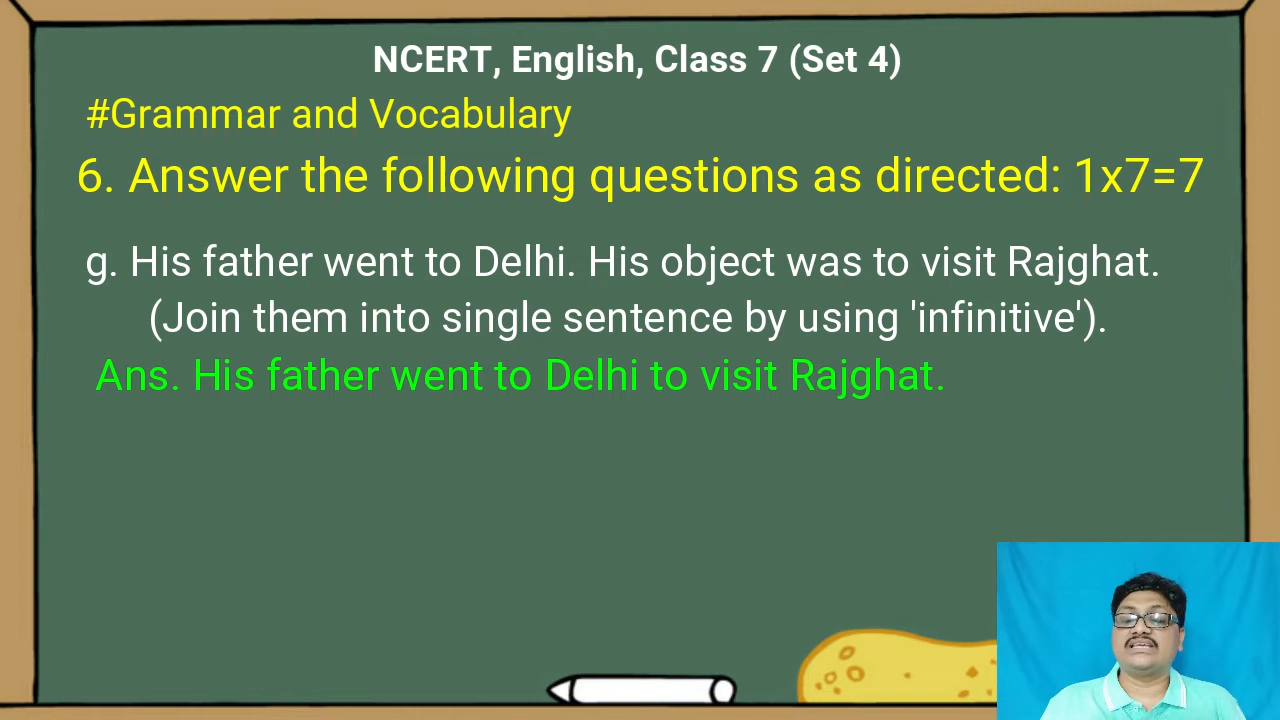 NCERT, English, Class 7 (Set 4)
#Grammar and Vocabulary
6. Answer the following questions as directed: 1x7=7
g. His father went to Delhi. His object was to visit Rajghat.
(Join them into single sentence by using 'infinitive').
Ans. His father went to Delhi to visit Rajghat.